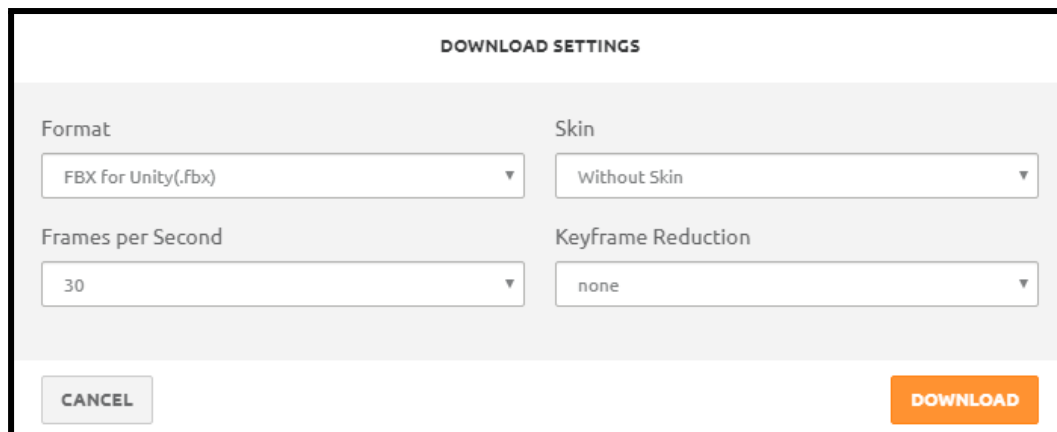 DOWNLOAD SETTINGS
Format
Skin
FBX for Unity(.fbx)
Without Skin
Frames per Second
Keyframe Reduction
30
none
CANCEL
DOWNLOAD